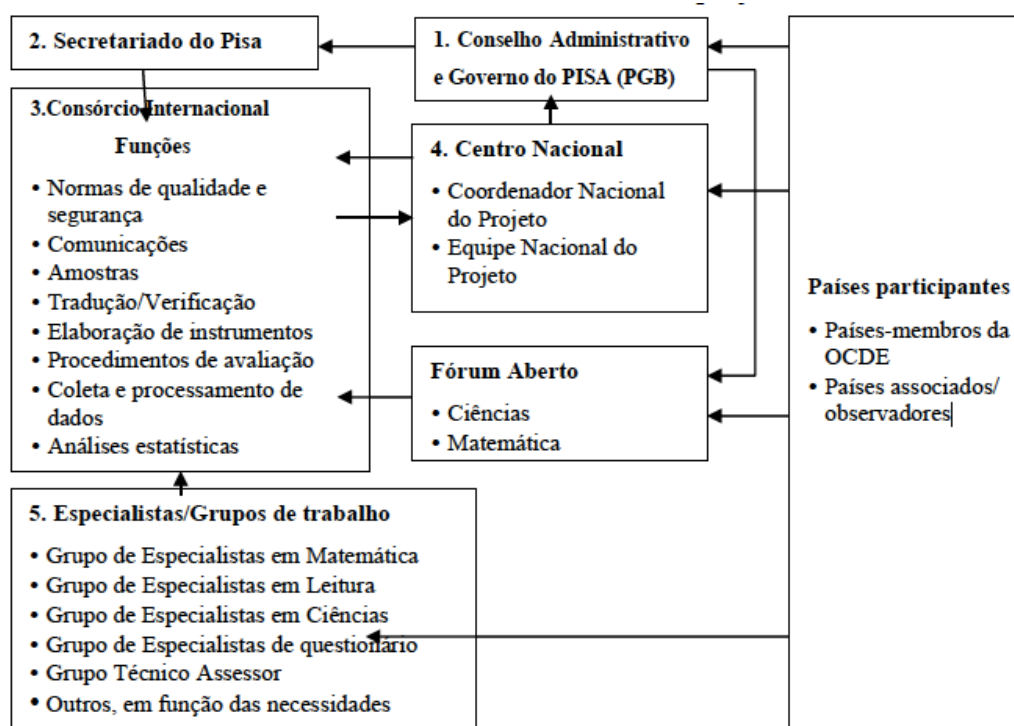 2. Secretariado do Pisa
1. Conselho Administrativo
e Governo do PISA (PGB)
3.Consórcio Internacional
Funções
• Normas de qualidade e
segurança
• Comunicações
• Amostras
• Tradução/Verificação
• Elaboração de instrumentos
• Procedimentos de avaliação
• Coleta e processamento de
dados
• Análises estatísticas
4. Centro Nacional
• Coordenador Nacional
do Projeto
• Equipe Nacional do
Projeto
Fórum Aberto
• Ciências
• Matemática
Países participantes
• Países-membros da
OCDE
• Países associados/
observadores
5. Especialistas/Grupos de trabalho
• Grupo de Especialistas em Matemática
• Grupo de Especialistas em Leitura
• Grupo de Especialistas em Ciências
• Grupo de Especialistas de questionário
• Grupo Técnico Assessor
• Outros, em função das necessidades